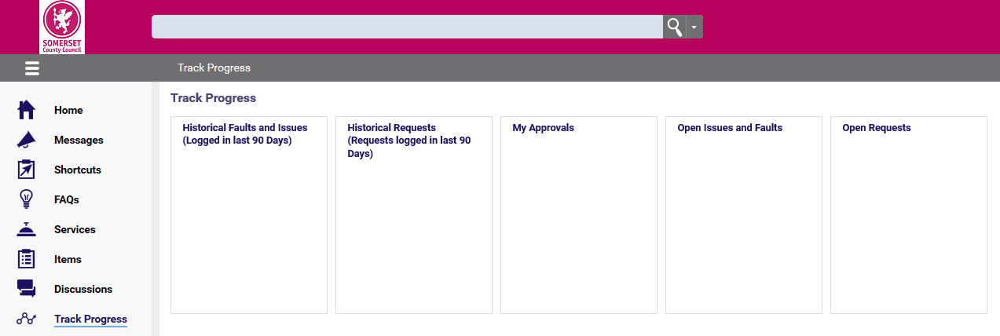 SOMERSET
County Council
Track Progress
Home
Messages
Shortcuts
FAQs
Services
Items
Discussions
Track Progress
Track Progress
Historical Faults and Issues
(Logged in last 90 Days)
Historical Requests
(Requests logged in last 90
Days)
My Approvals
Open Issues and Faults
Open Requests